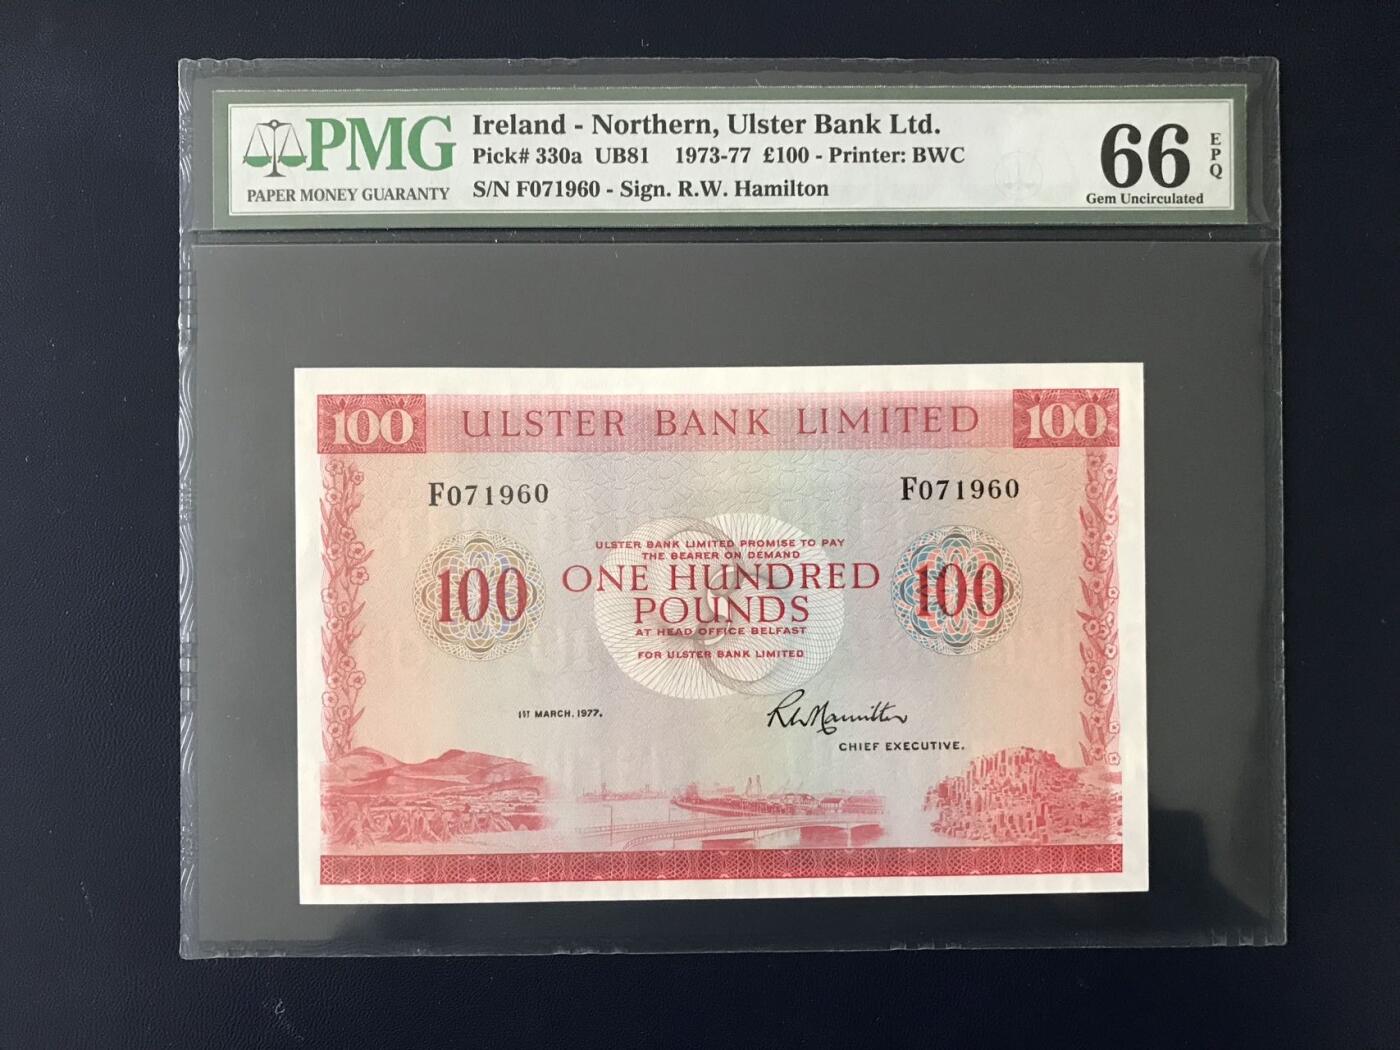 PMG
PAPER MONEY GUARANTY
Ireland - Northern, Ulster Bank Ltd.
Pick# 330a UB81 1973-77 £100 - Printer: BWC
S/N F071960 - Sign. R.W. Hamilton
66
EPQ
Gem Uncirculated
100 ULSTER BANK LIMITED 100
F071960 F071960
ULSTER BANK LIMITED PROMISE TO PAY
THE BEARER ON DEMAND
100 ONE HUNDRED 100
POUNDS
AT HEAD OFFICE BELFAST
FOR ULSTER BANK LIMITED
1ST MARCH, 1977.
RWHamilton
CHIEF EXECUTIVE.